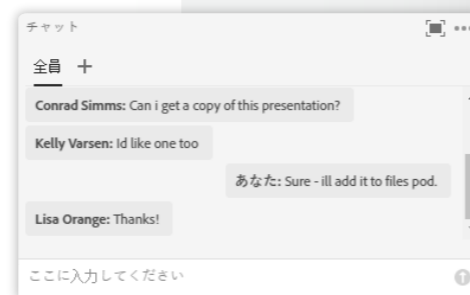 チャット
全員
Conrad Simms: Can i get a copy of this presentation?
Kelly Varsen: Id like one too
あなた: Sure - ill add it to files pod.
Lisa Orange: Thanks!
ここに入力してください